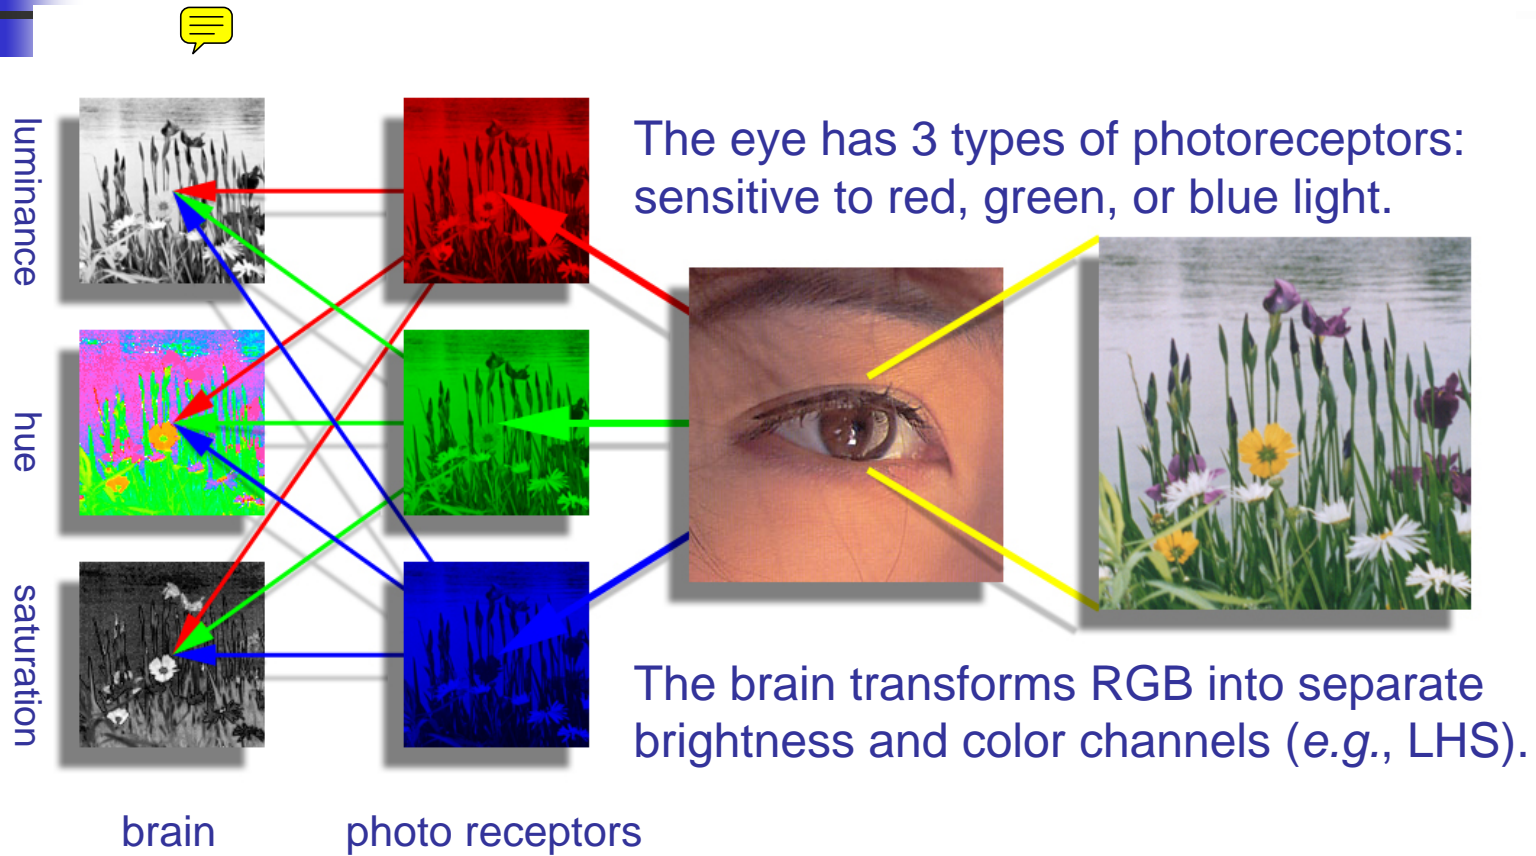 The eye has 3 types of photoreceptors:
sensitive to red, green, or blue light.
luminance
hue
saturation
The brain transforms RGB into separate
brightness and color channels (e.g., LHS).
brain
photo receptors